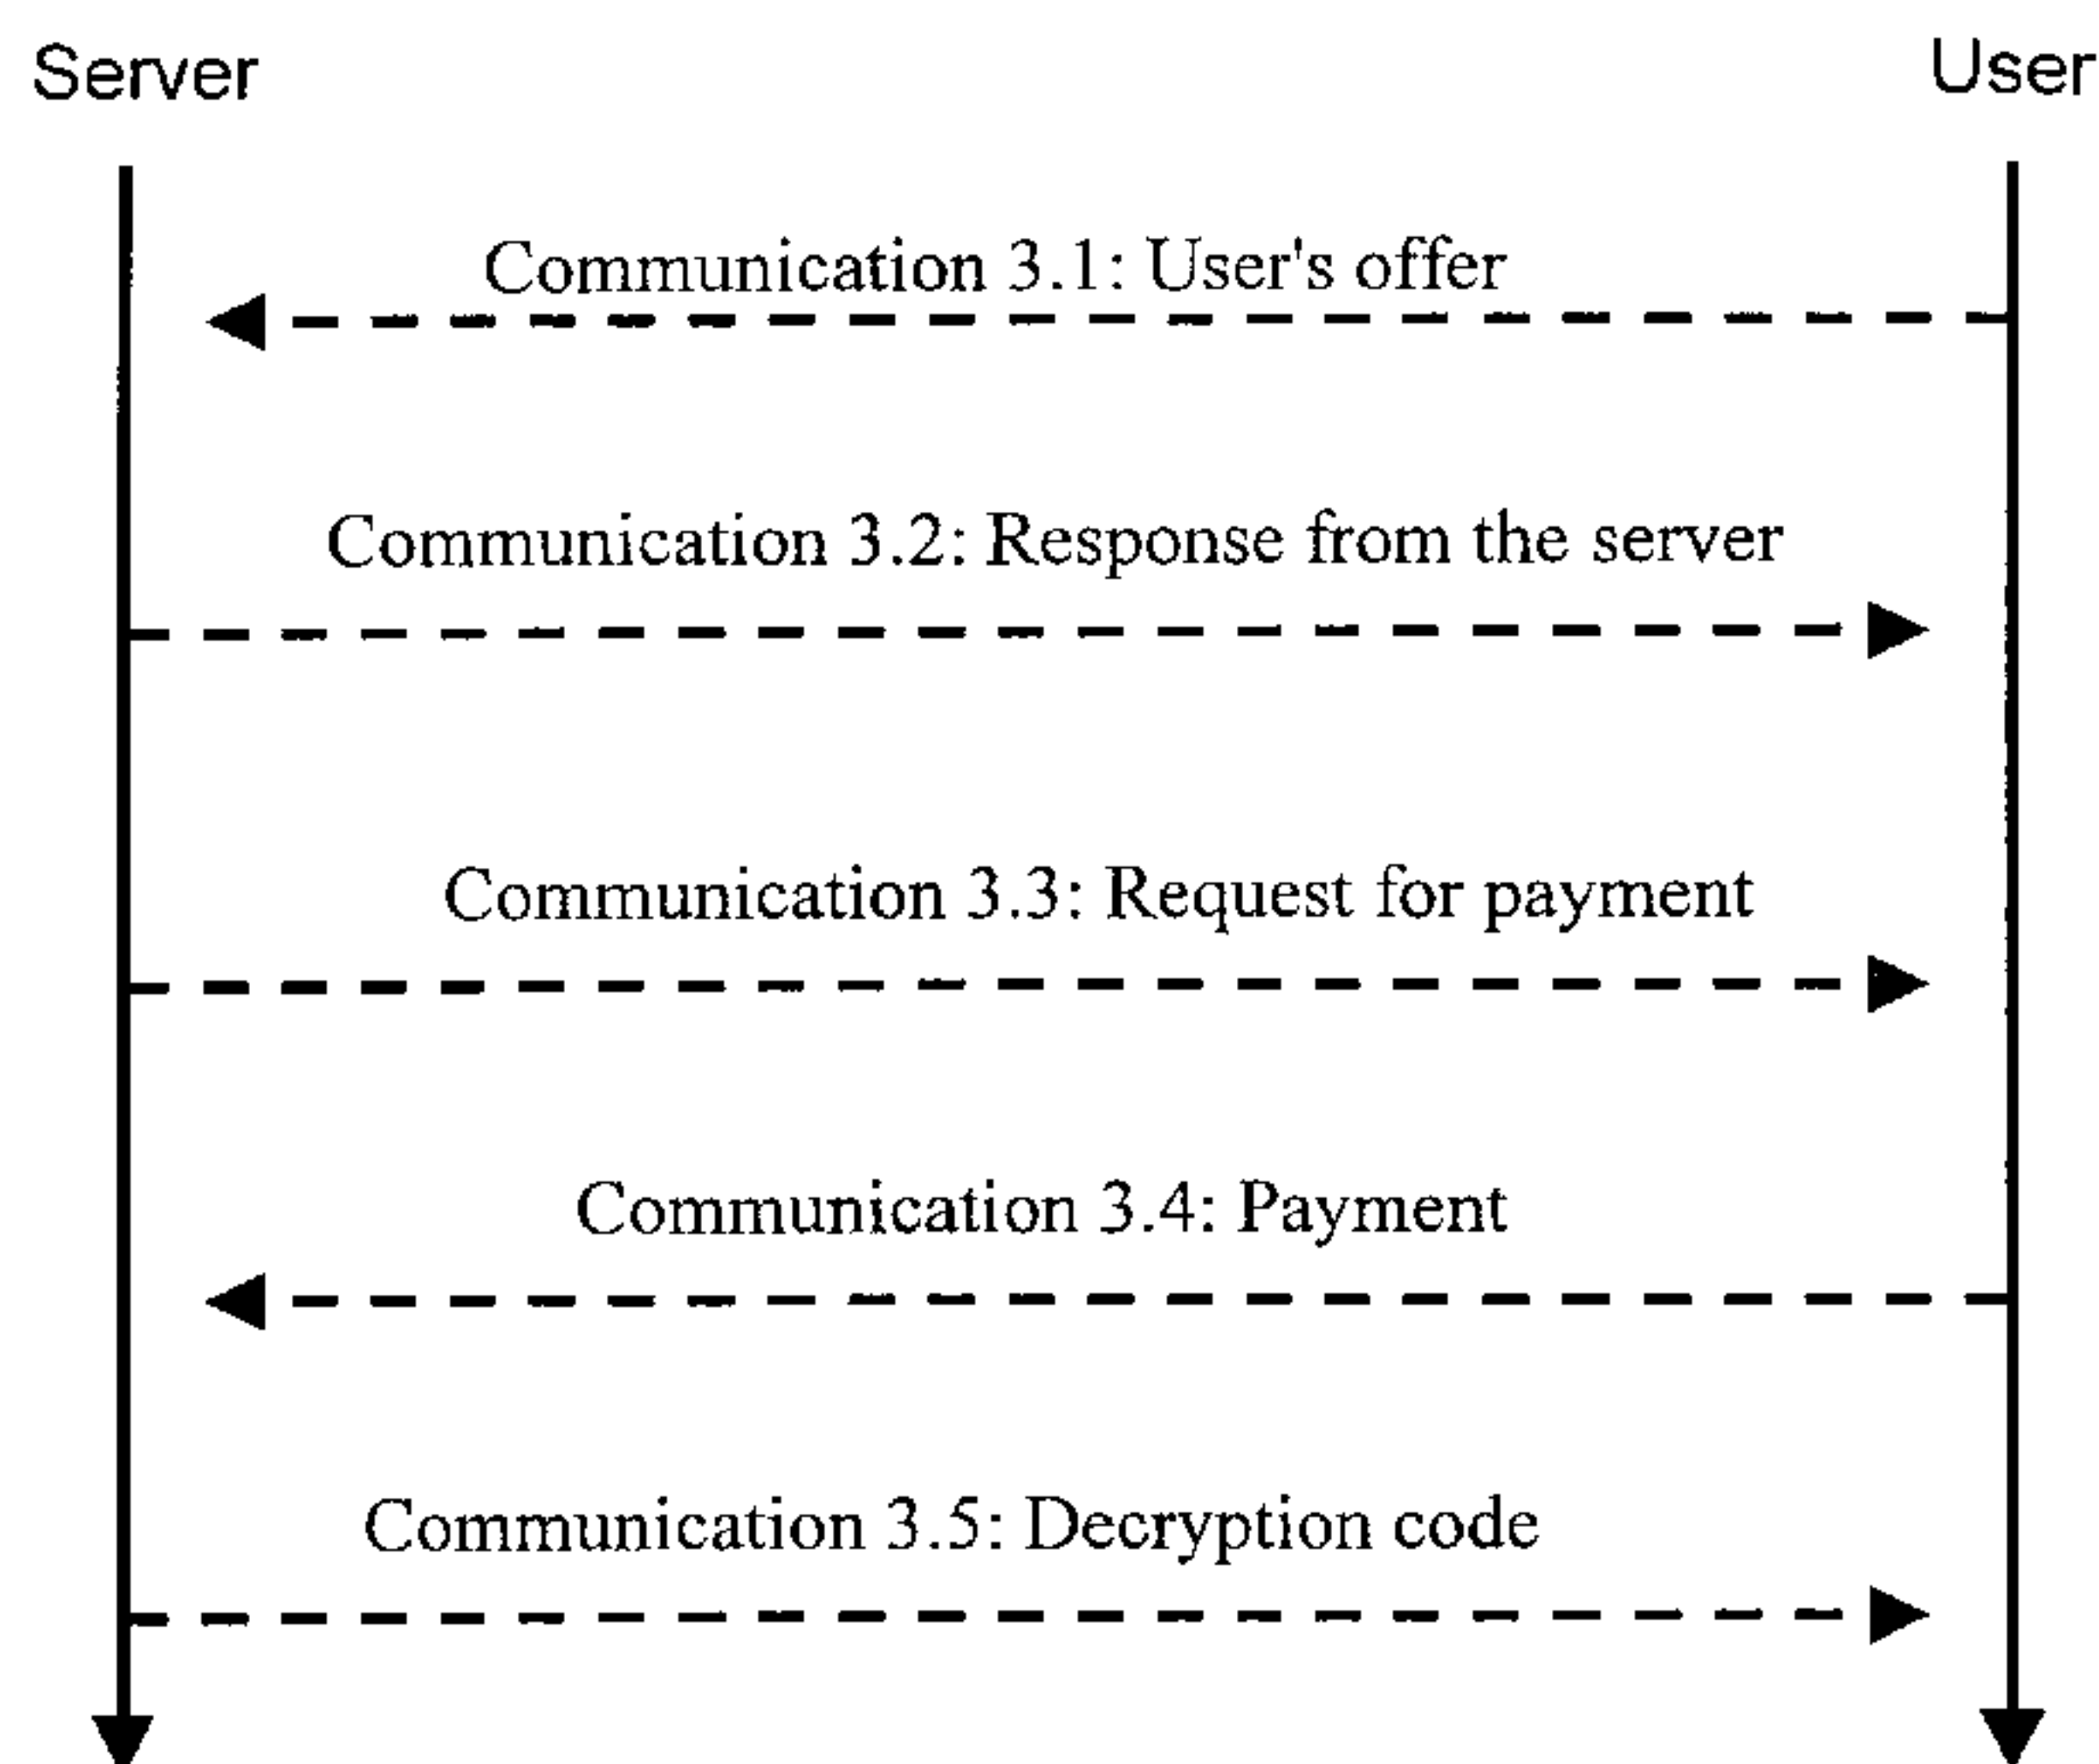 Server
User
Communication 3.1: User's offer
Communication 3.2: Response from the server
Communication 3.3: Request for payment
Communication 3.4: Payment
Communication 3.5: Decryption code